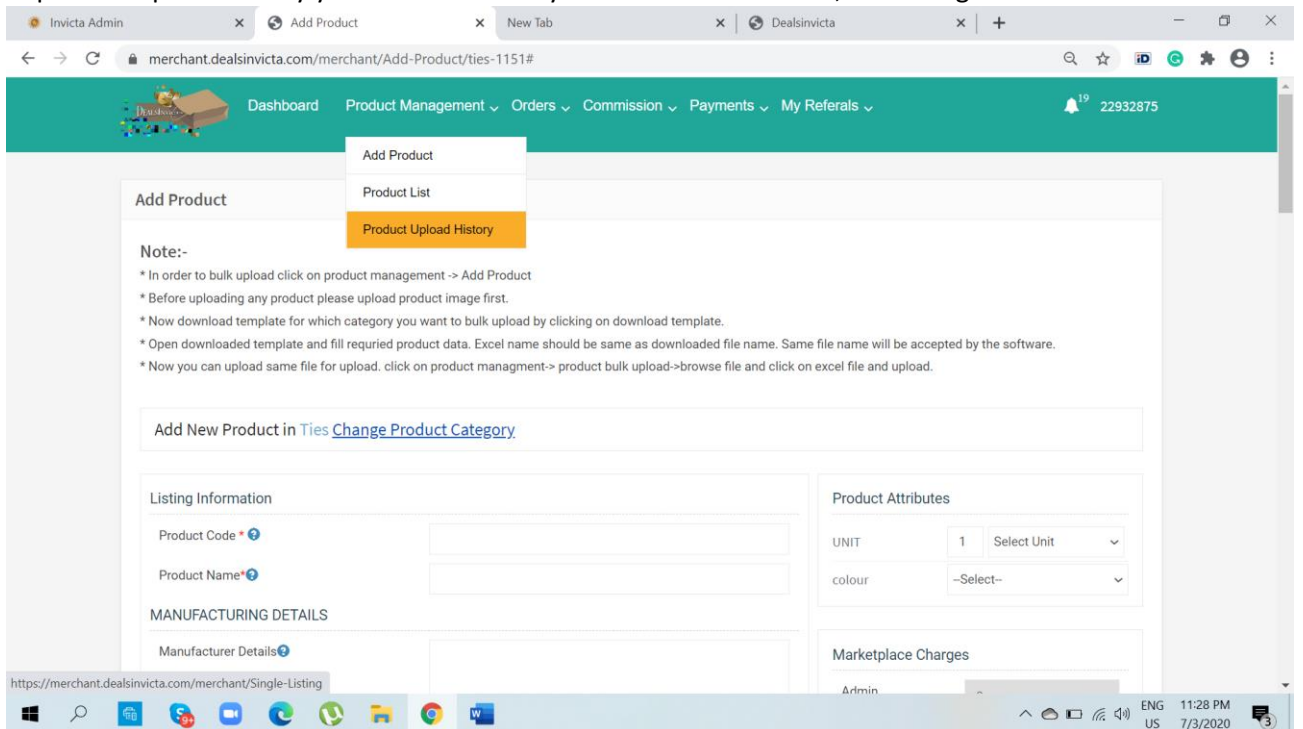 Invicta Admin
Add Product
New Tab
Dealsinvicta
merchant.dealsinvicta.com/merchant/Add-Product/ties-1151#
Dashboard Product Management Orders Commission Payments My Referals 19 22932875
Add Product
Product List
Product Upload History
Add Product
Note:-
* In order to bulk upload click on product management -> Add Product
* Before uploading any product please upload product image first.
* Now download template for which category you want to bulk upload by clicking on download template.
* Open downloaded template and fill requried product data. Excel name should be same as downloaded file name. Same file name will be accepted by the software.
* Now you can upload same file for upload. click on product managment-> product bulk upload->browse file and click on excel file and upload.
Add New Product in Ties Change Product Category
Listing Information
Product Code *
Product Name*
MANUFACTURING DETAILS
Manufacturer Details
Product Attributes
UNIT 1 Select Unit
colour --Select--
Marketplace Charges
Admin
https://merchant.dealsinvicta.com/merchant/Single-Listing
ENG 11:28 PM
US 7/3/2020
3